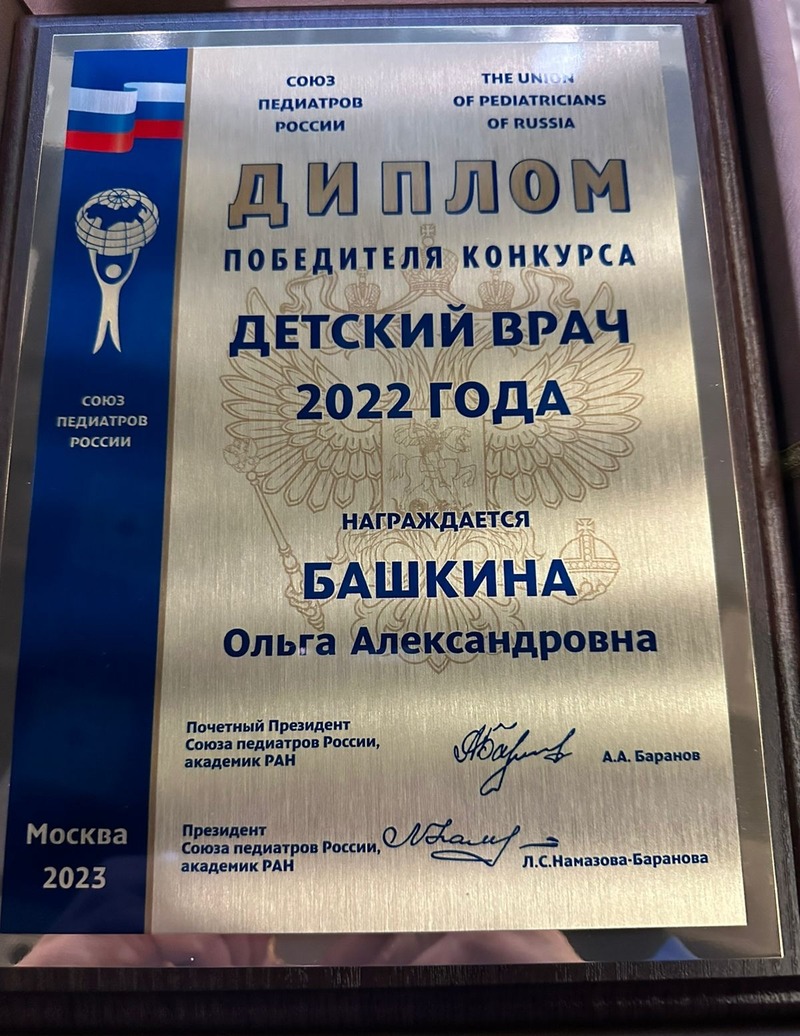 СОЮЗ
ПЕДИАТРОВ
РОССИИ
THE UNION
OF PEDIATRICIANS
OF RUSSIA
ДИПЛОМ
ПОБЕДИТЕЛЯ КОНКУРСА
ДЕТСКИЙ ВРАЧ
2022 ГОДА
СОЮЗ
ПЕДИАТРОВ
РОССИИ
НАГРАЖДАЕТСЯ
БАШКИНА
Ольга Александровна
Почетный Президент
Союза педиатров России,
академик РАН
А.А. Баранов
Президент
Союза педиатров России,
академик РАН
Л.С.Намазова-Баранова
Москва
2023